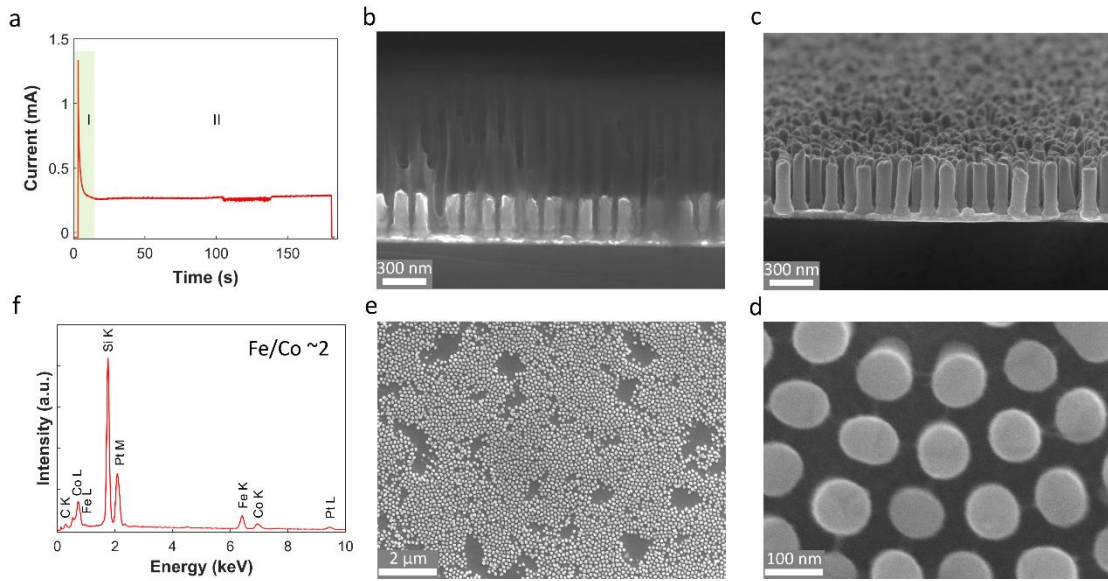 a
1.5
1
0.5
0
Current (mA)
I
II
0
50
100
150
Time (s)
b
300 nm
c
300 nm
f
Fe/Co ~2
Intensity (a.u.)
C K
Co L
Fe L
Si K
Pt M
Fe K
Co K
Pt L
0
2
4
6
8
10
Energy (keV)
e
2 µm
d
100 nm